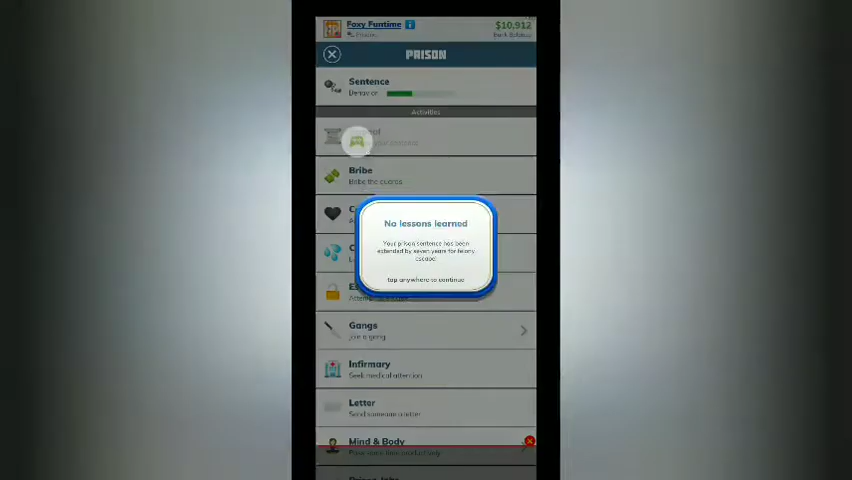 Foxy Funtime
$10,912
Bank Balance
PRISON
Sentence
Behavior
Activities
Bribe
Bribe the guards
No lessons learned
Your prison sentence has been
extended by seven years for felony
escape!
tap anywhere to continue
Gangs
Join a gang
Infirmary
Seek medical attention
Letter
Send someone a letter
Mind & Body